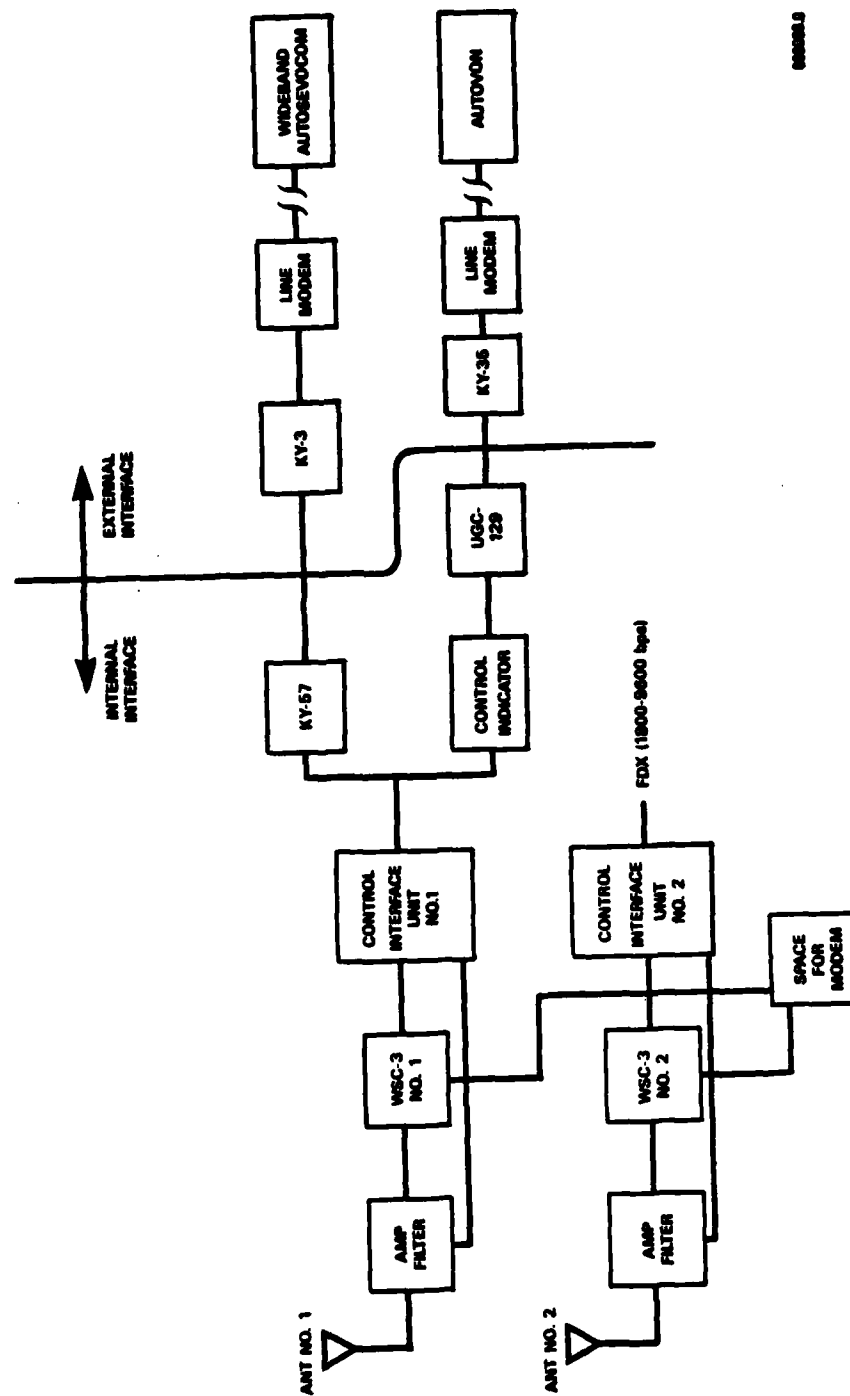 INTERNAL
INTERFACE
EXTERNAL
INTERFACE
ANT NO. 1
AMP
FILTER
WSC-3
NO. 1
CONTROL
INTERFACE
UNIT
NO.1
KY-57
KY-3
LINE
MODEM
WIDEBAND
AUTOSEVOCOM
CONTROL
INDICATOR
UGC-
129
KY-35
LINE
MODEM
AUTOVON
ANT NO. 2
AMP
FILTER
WSC-3
NO. 2
CONTROL
INTERFACE
UNIT
NO. 2
FDX (1800-9600 bps)
SPACE
FOR
MODEM